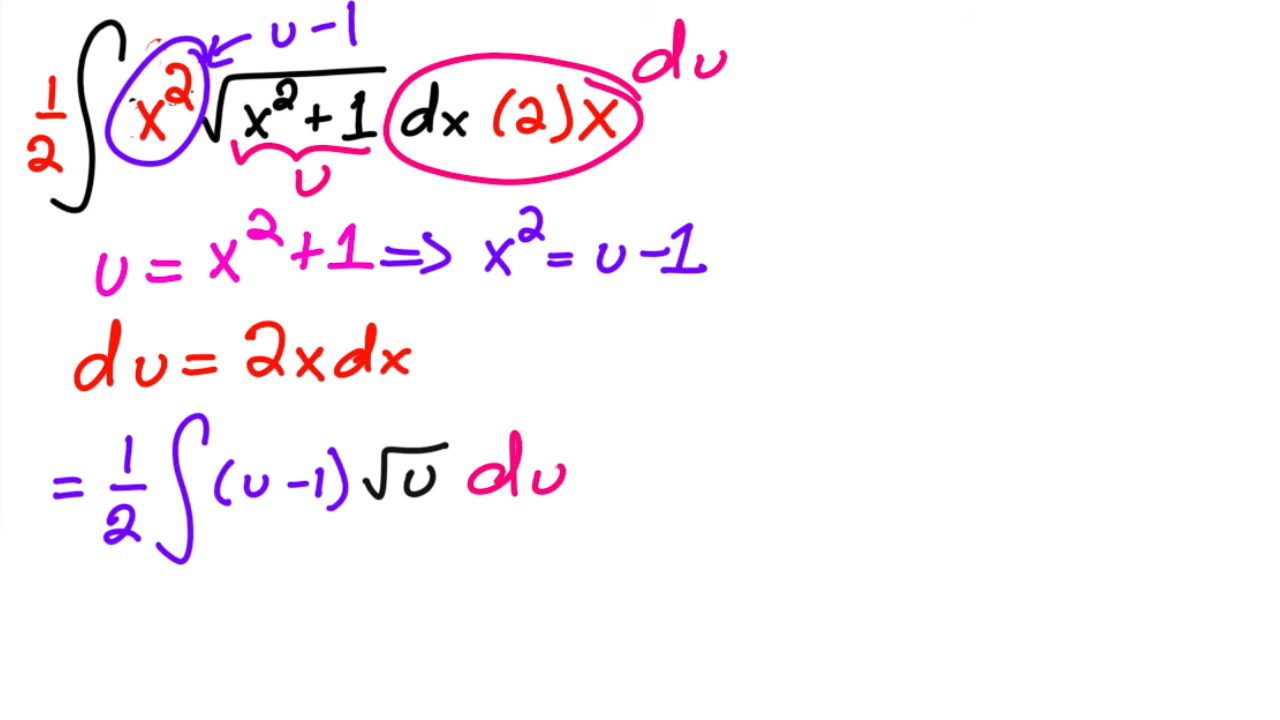 u - 1
1/2 ∫ x² √(x² + 1) dx (2) x du
u
u = x² + 1 => x² = u - 1
du = 2x dx
= 1/2 ∫ (u - 1) √u du